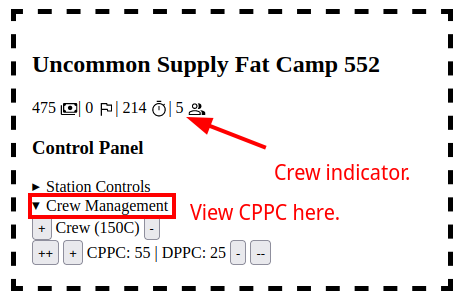 Uncommon Supply Fat Camp 552
475 | 0 | 214 | 5
Crew indicator.
Control Panel
▶ Station Controls
▼ Crew Management
View CPPC here.
+ Crew (150C) -
++ + CPPC: 55 | DPPC: 25 - --